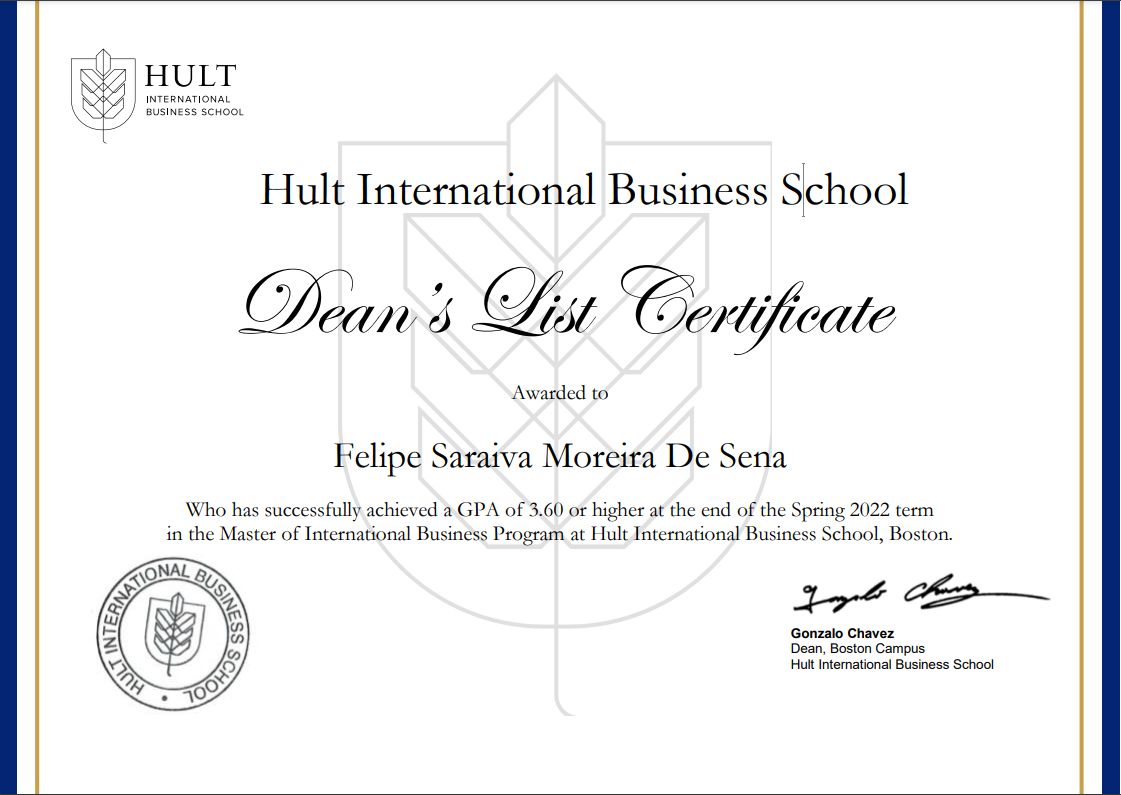 HULT
INTERNATIONAL
BUSINESS SCHOOL
Hult International Business School
Dean's List Certificate
Awarded to
Felipe Saraiva Moreira De Sena
Who has successfully achieved a GPA of 3.60 or higher at the end of the Spring 2022 term
in the Master of International Business Program at Hult International Business School, Boston.
HULT INTERNATIONAL BUSINESS SCHOOL •
Gonzalo Chavez
Gonzalo Chavez
Dean, Boston Campus
Hult International Business School